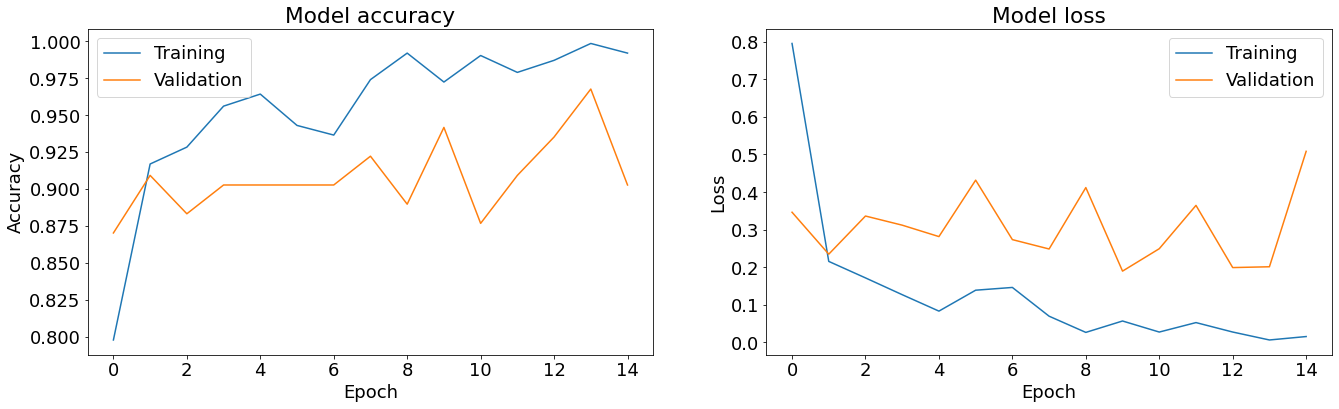 Model accuracy
Training
Validation
1.000
0.975
0.950
0.925
0.900
0.875
0.850
0.825
0.800
Accuracy
0 2 4 6 8 10 12 14
Epoch
Model loss
Training
Validation
0.8
0.7
0.6
0.5
0.4
0.3
0.2
0.1
0.0
Loss
0 2 4 6 8 10 12 14
Epoch